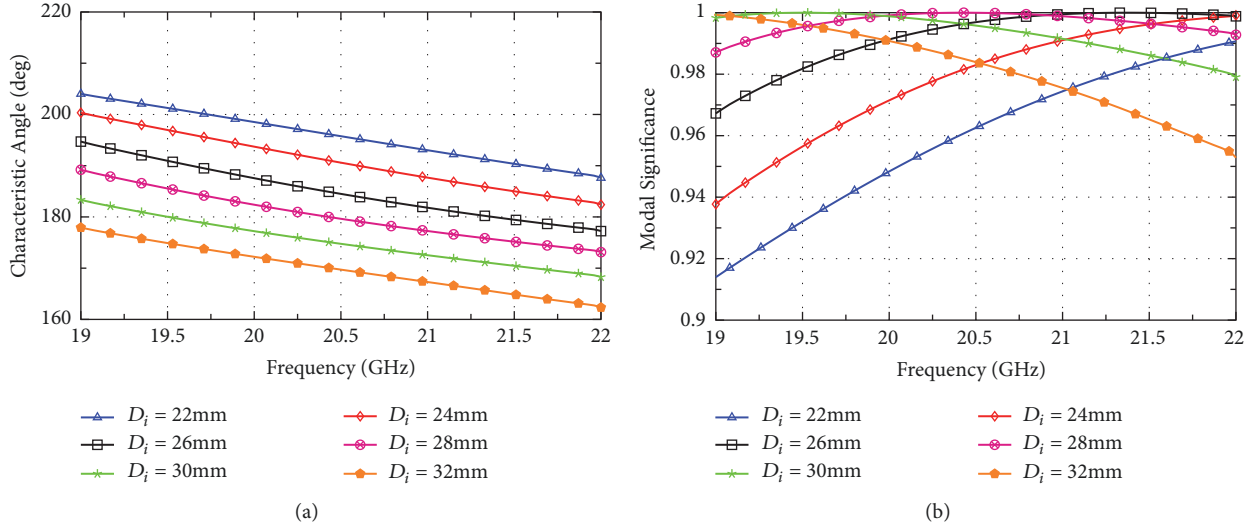 220
200
180
160
Characteristic Angle (deg)
19 19.5 20 20.5 21 21.5 22
Frequency (GHz)
D_i = 22mm D_i = 24mm
D_i = 26mm D_i = 28mm
D_i = 30mm D_i = 32mm
(a)
1
0.98
0.96
0.94
0.92
0.9
Modal Significance
19 19.5 20 20.5 21 21.5 22
Frequency (GHz)
D_i = 22mm D_i = 24mm
D_i = 26mm D_i = 28mm
D_i = 30mm D_i = 32mm
(b)